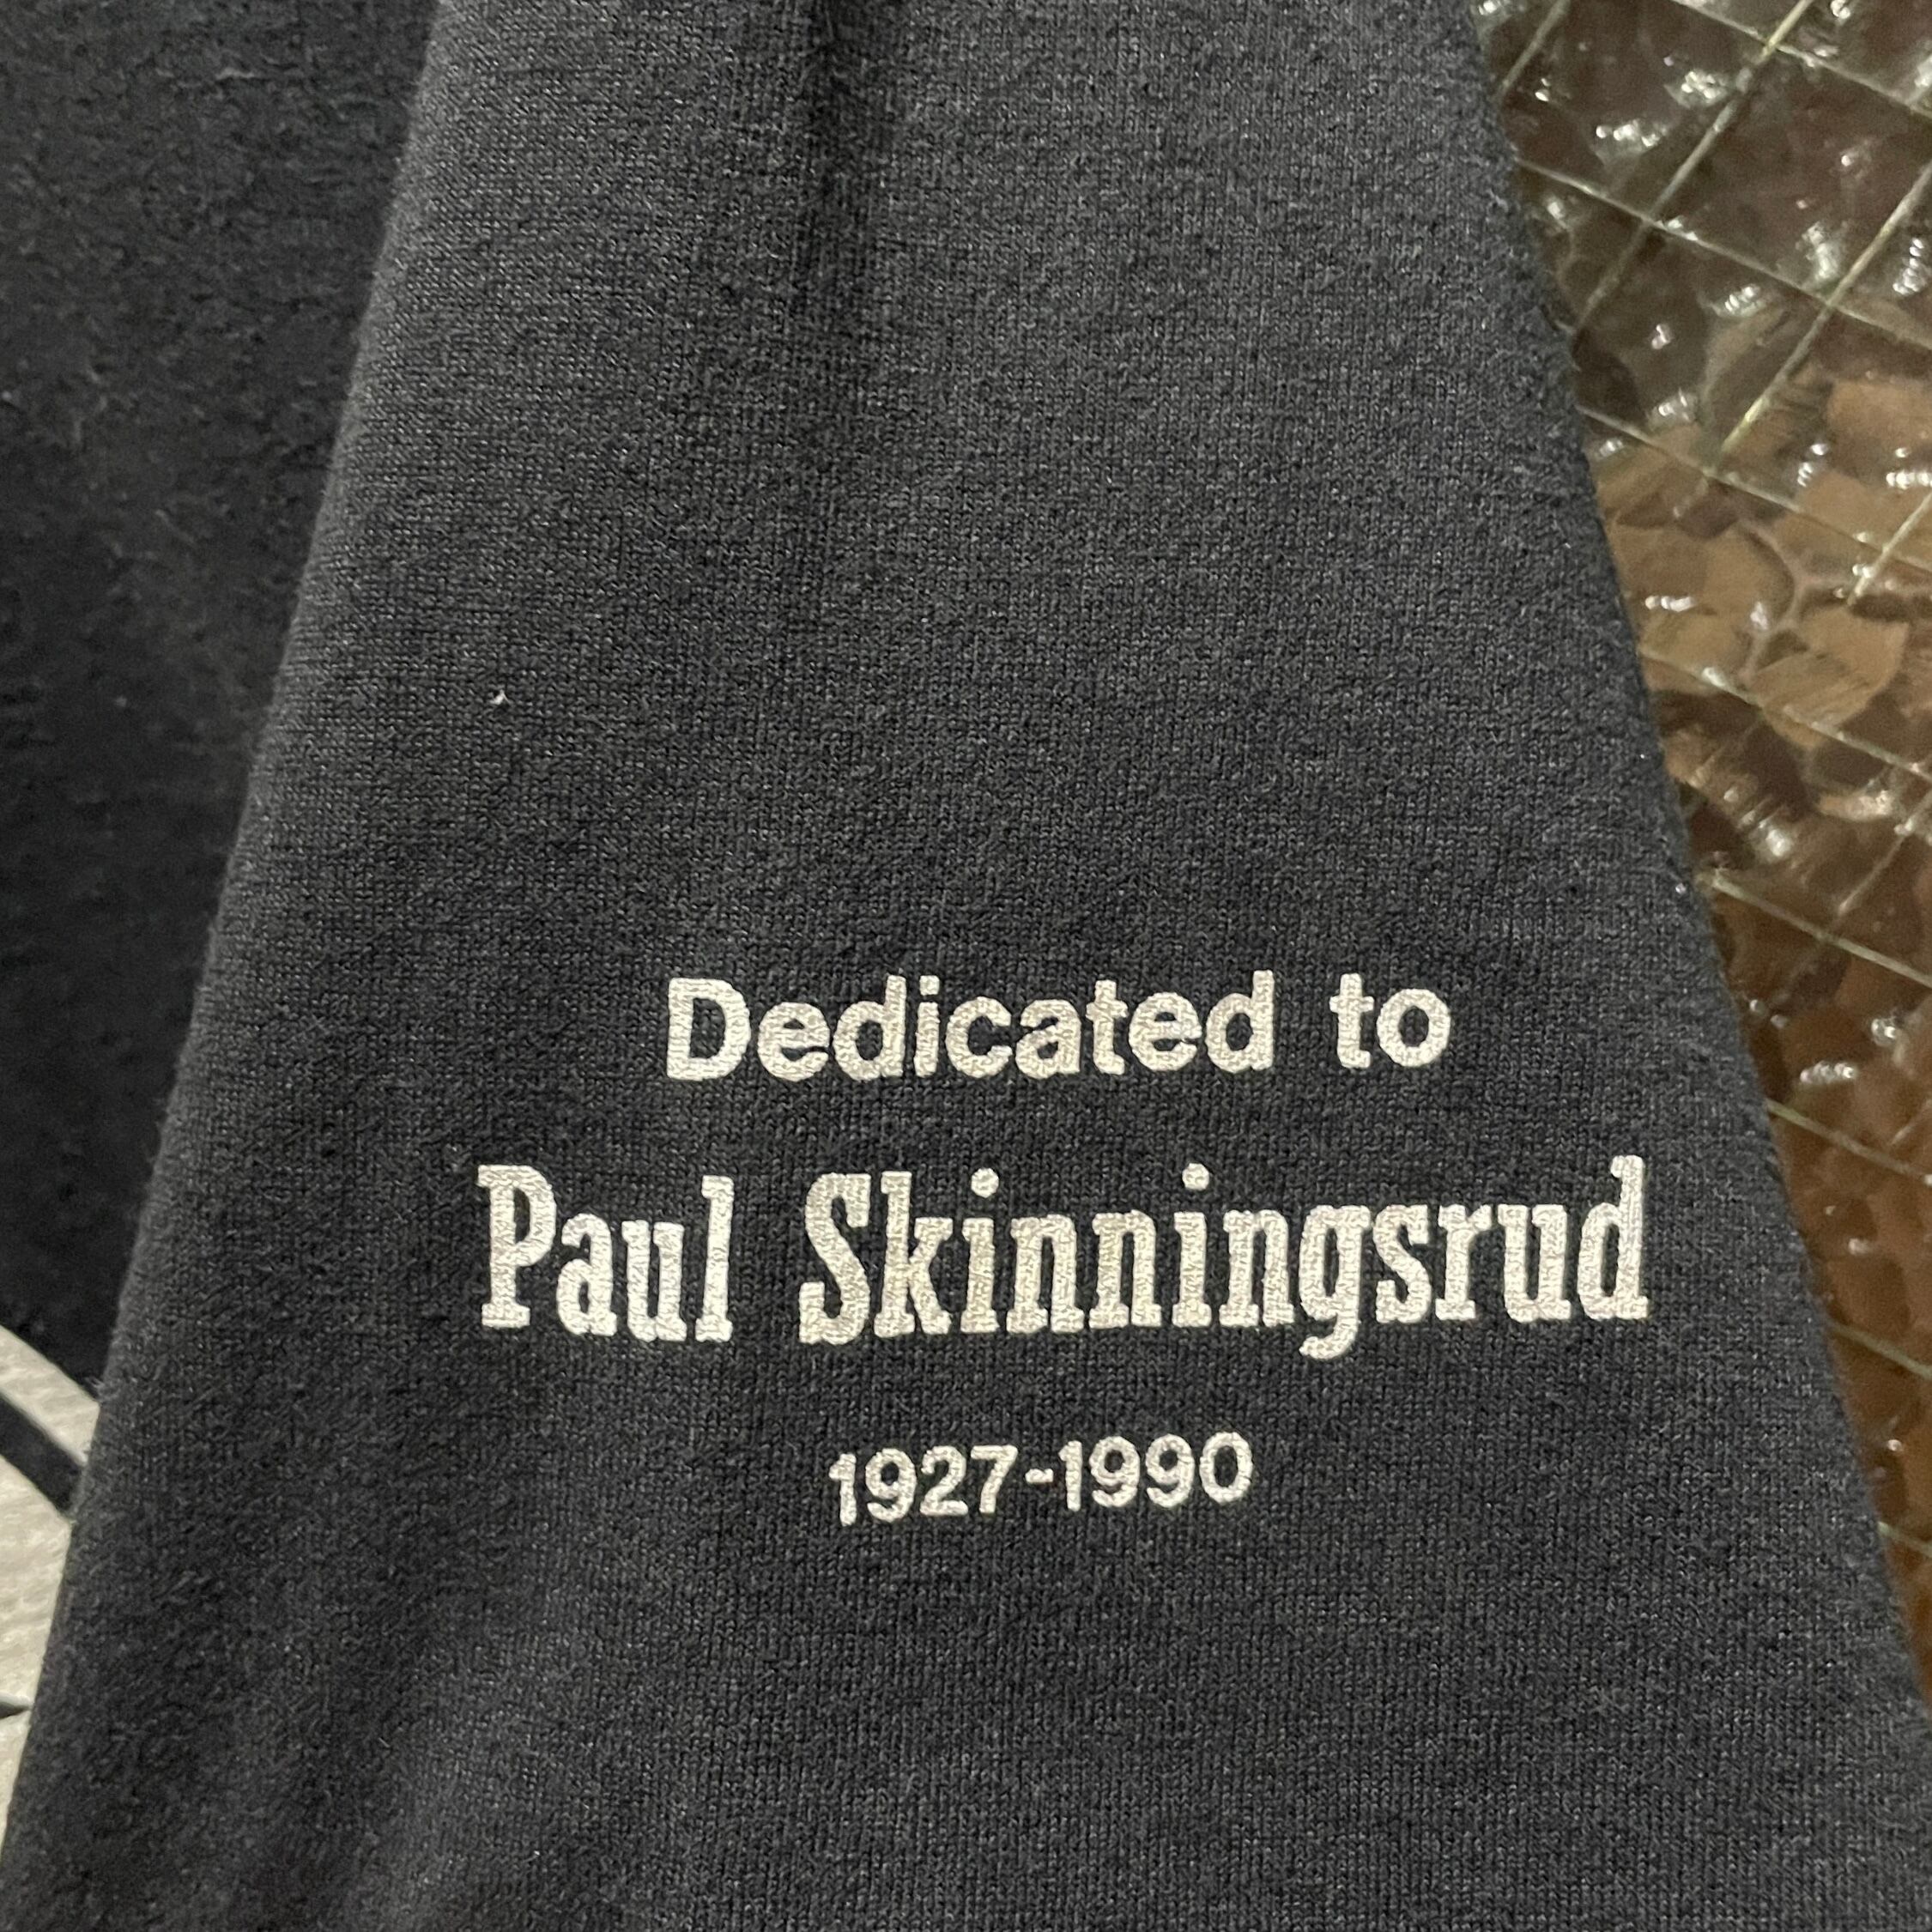 Dedicated to
Paul Skinningsrud
1927-1990